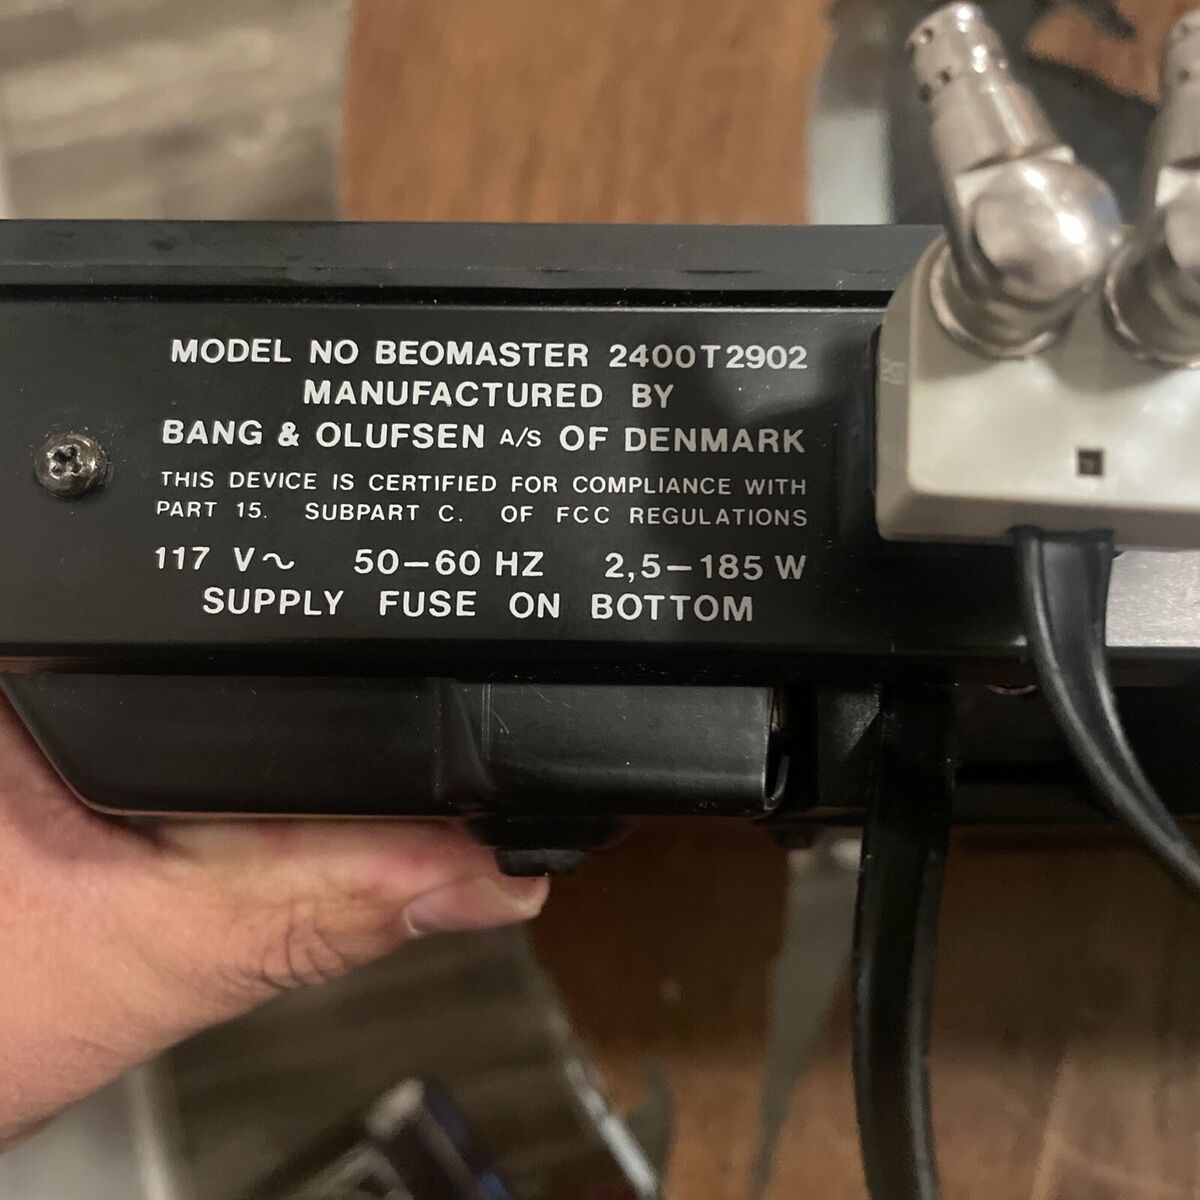 MODEL NO BEOMASTER 2400T2902
MANUFACTURED BY
BANG & OLUFSEN A/S OF DENMARK
THIS DEVICE IS CERTIFIED FOR COMPLIANCE WITH
PART 15. SUBPART C. OF FCC REGULATIONS
117 V~ 50–60 HZ 2,5–185 W
SUPPLY FUSE ON BOTTOM